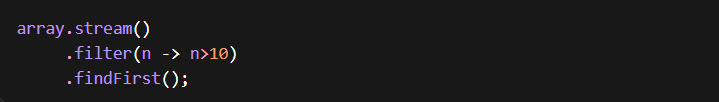 array.stream()
     .filter(n -> n>10)
     .findFirst();